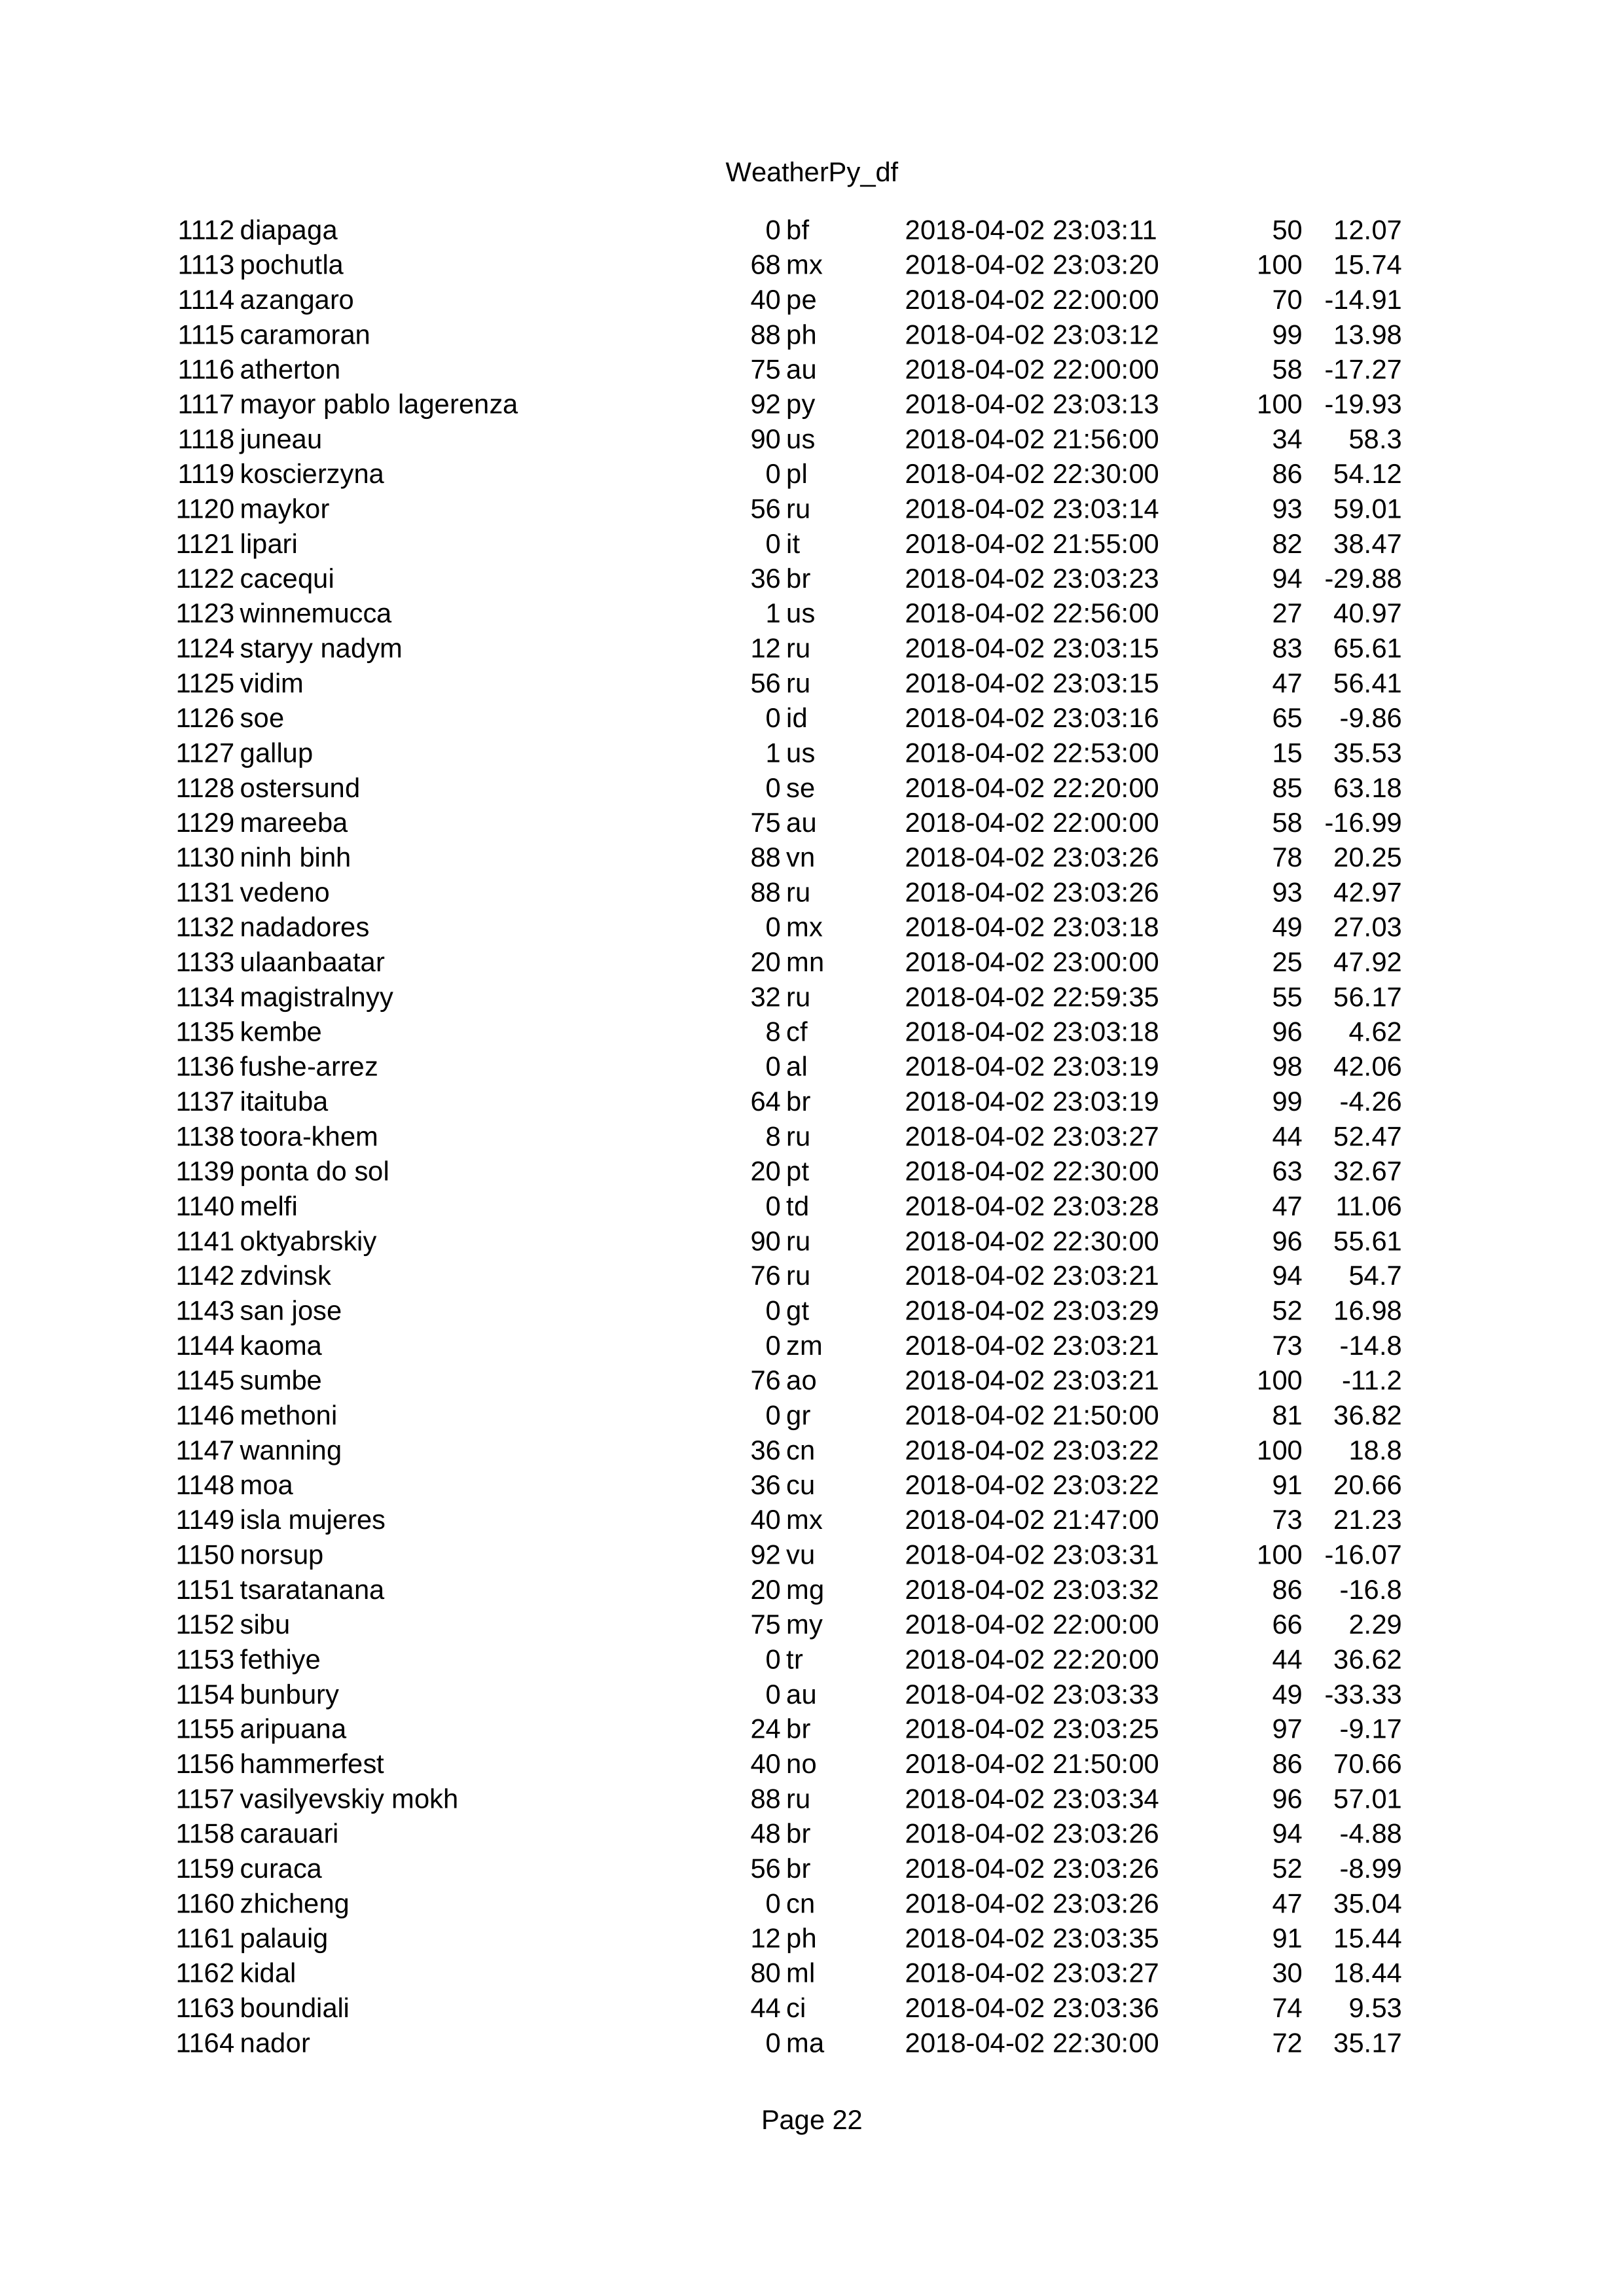 WeatherPy_df
1112 diapaga 0 bf 2018-04-02 23:03:11 50 12.07
1113 pochutla 68 mx 2018-04-02 23:03:20 100 15.74
1114 azangaro 40 pe 2018-04-02 22:00:00 70 -14.91
1115 caramoran 88 ph 2018-04-02 23:03:12 99 13.98
1116 atherton 75 au 2018-04-02 22:00:00 58 -17.27
1117 mayor pablo lagerenza 92 py 2018-04-02 23:03:13 100 -19.93
1118 juneau 90 us 2018-04-02 21:56:00 34 58.3
1119 koscierzyna 0 pl 2018-04-02 22:30:00 86 54.12
1120 maykor 56 ru 2018-04-02 23:03:14 93 59.01
1121 lipari 0 it 2018-04-02 21:55:00 82 38.47
1122 cacequi 36 br 2018-04-02 23:03:23 94 -29.88
1123 winnemucca 1 us 2018-04-02 22:56:00 27 40.97
1124 staryy nadym 12 ru 2018-04-02 23:03:15 83 65.61
1125 vidim 56 ru 2018-04-02 23:03:15 47 56.41
1126 soe 0 id 2018-04-02 23:03:16 65 -9.86
1127 gallup 1 us 2018-04-02 22:53:00 15 35.53
1128 ostersund 0 se 2018-04-02 22:20:00 85 63.18
1129 mareeba 75 au 2018-04-02 22:00:00 58 -16.99
1130 ninh binh 88 vn 2018-04-02 23:03:26 78 20.25
1131 vedeno 88 ru 2018-04-02 23:03:26 93 42.97
1132 nadadores 0 mx 2018-04-02 23:03:18 49 27.03
1133 ulaanbaatar 20 mn 2018-04-02 23:00:00 25 47.92
1134 magistralnyy 32 ru 2018-04-02 22:59:35 55 56.17
1135 kembe 8 cf 2018-04-02 23:03:18 96 4.62
1136 fushe-arrez 0 al 2018-04-02 23:03:19 98 42.06
1137 itaituba 64 br 2018-04-02 23:03:19 99 -4.26
1138 toora-khem 8 ru 2018-04-02 23:03:27 44 52.47
1139 ponta do sol 20 pt 2018-04-02 22:30:00 63 32.67
1140 melfi 0 td 2018-04-02 23:03:28 47 11.06
1141 oktyabrskiy 90 ru 2018-04-02 22:30:00 96 55.61
1142 zdvinsk 76 ru 2018-04-02 23:03:21 94 54.7
1143 san jose 0 gt 2018-04-02 23:03:29 52 16.98
1144 kaoma 0 zm 2018-04-02 23:03:21 73 -14.8
1145 sumbe 76 ao 2018-04-02 23:03:21 100 -11.2
1146 methoni 0 gr 2018-04-02 21:50:00 81 36.82
1147 wanning 36 cn 2018-04-02 23:03:22 100 18.8
1148 moa 36 cu 2018-04-02 23:03:22 91 20.66
1149 isla mujeres 40 mx 2018-04-02 21:47:00 73 21.23
1150 norsup 92 vu 2018-04-02 23:03:31 100 -16.07
1151 tsaratanana 20 mg 2018-04-02 23:03:32 86 -16.8
1152 sibu 75 my 2018-04-02 22:00:00 66 2.29
1153 fethiye 0 tr 2018-04-02 22:20:00 44 36.62
1154 bunbury 0 au 2018-04-02 23:03:33 49 -33.33
1155 aripuana 24 br 2018-04-02 23:03:25 97 -9.17
1156 hammerfest 40 no 2018-04-02 21:50:00 86 70.66
1157 vasilyevskiy mokh 88 ru 2018-04-02 23:03:34 96 57.01
1158 carauari 48 br 2018-04-02 23:03:26 94 -4.88
1159 curaca 56 br 2018-04-02 23:03:26 52 -8.99
1160 zhicheng 0 cn 2018-04-02 23:03:26 47 35.04
1161 palauig 12 ph 2018-04-02 23:03:35 91 15.44
1162 kidal 80 ml 2018-04-02 23:03:27 30 18.44
1163 boundiali 44 ci 2018-04-02 23:03:36 74 9.53
1164 nador 0 ma 2018-04-02 22:30:00 72 35.17
Page 22